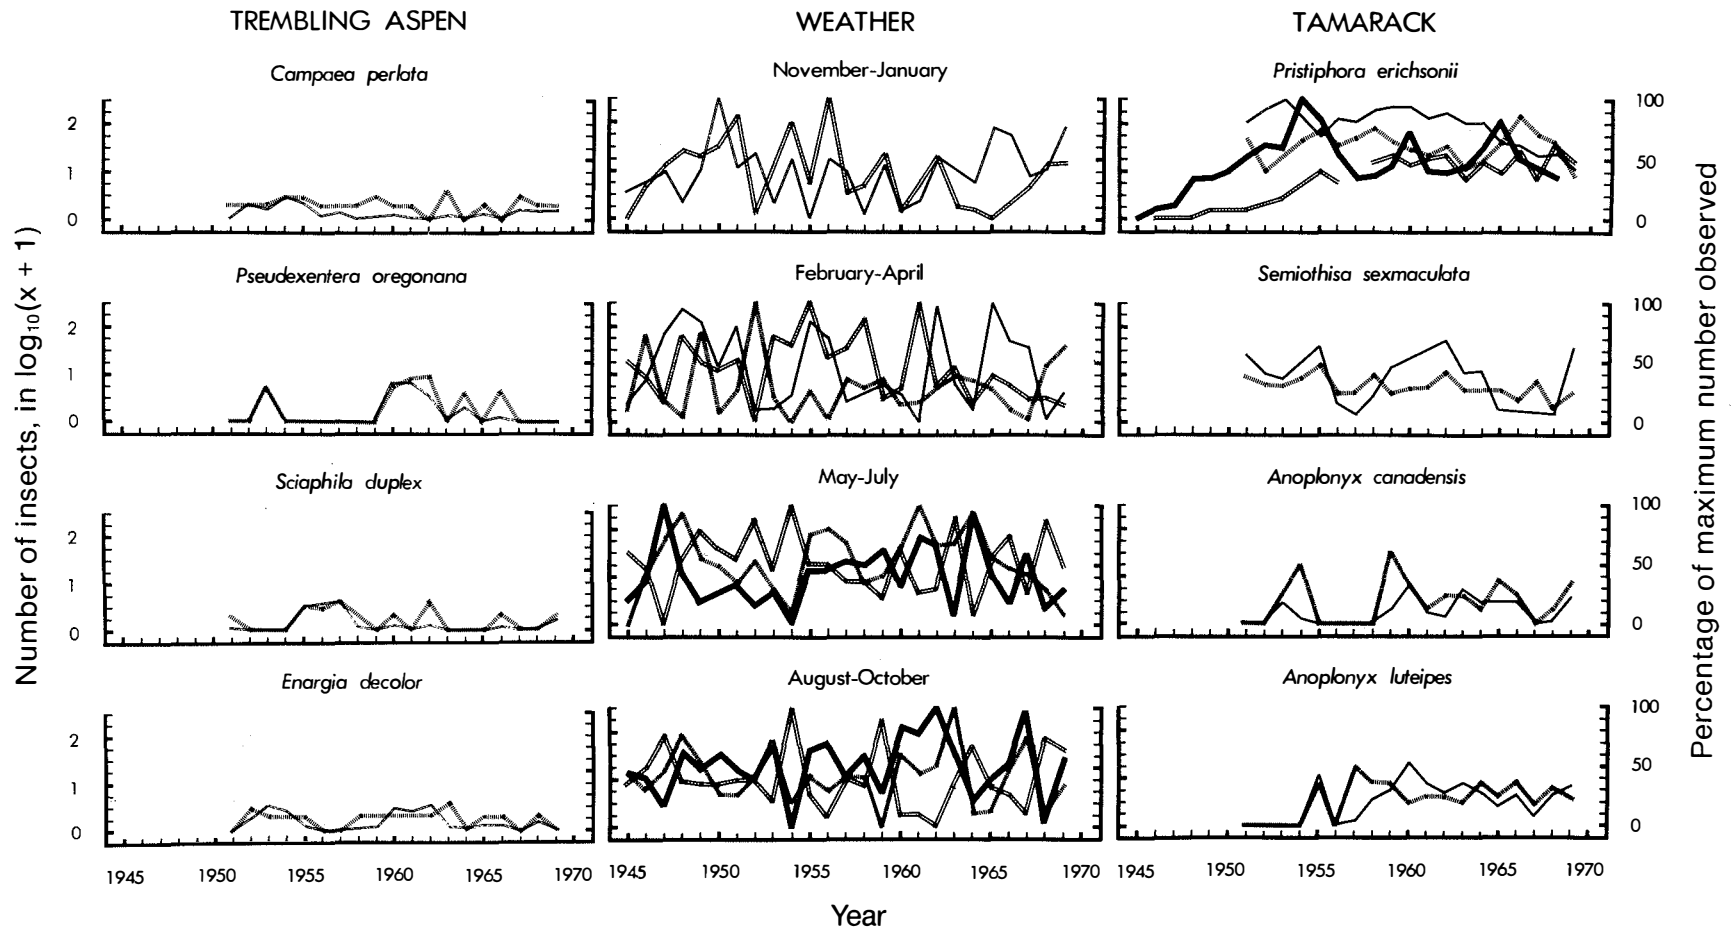 TREMBLING ASPEN WEATHER TAMARACK
Campaea perlata November-January Pristiphora erichsonii
2 1 0 100 50 0
Pseudexentera oregonana February-April Semiothisa sexmaculata
2 1 0 100 50 0
Sciaphila duplex May-July Anoplonyx canadensis
2 1 0 100 50 0
Enargia decolor August-October Anoplonyx luteipes
2 1 0 100 50 0
1945 1950 1955 1960 1965 1970 1945 1950 1955 1960 1965 1970 1945 1950 1955 1960 1965 1970
Year
Number of insects, in log₁₀(x + 1)
Percentage of maximum number observed